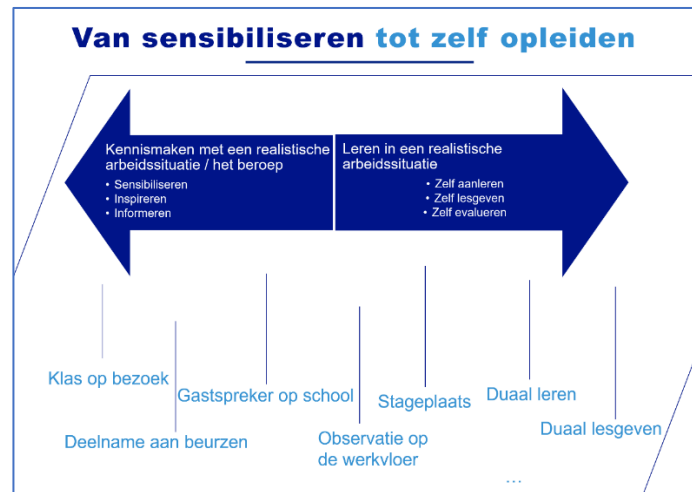 Van sensibiliseren tot zelf opleiden
Kennismaken met een realistische
arbeidssituatie / het beroep
• Sensibiliseren
• Inspireren
• Informeren
Leren in een realistische
arbeidssituatie
• Zelf aanleren
• Zelf lesgeven
• Zelf evalueren
Klas op bezoek
Deelname aan beurzen
Gastspreker op school
Observatie op
de werkvloer
Stageplaats
Duaal leren
Duaal lesgeven
...